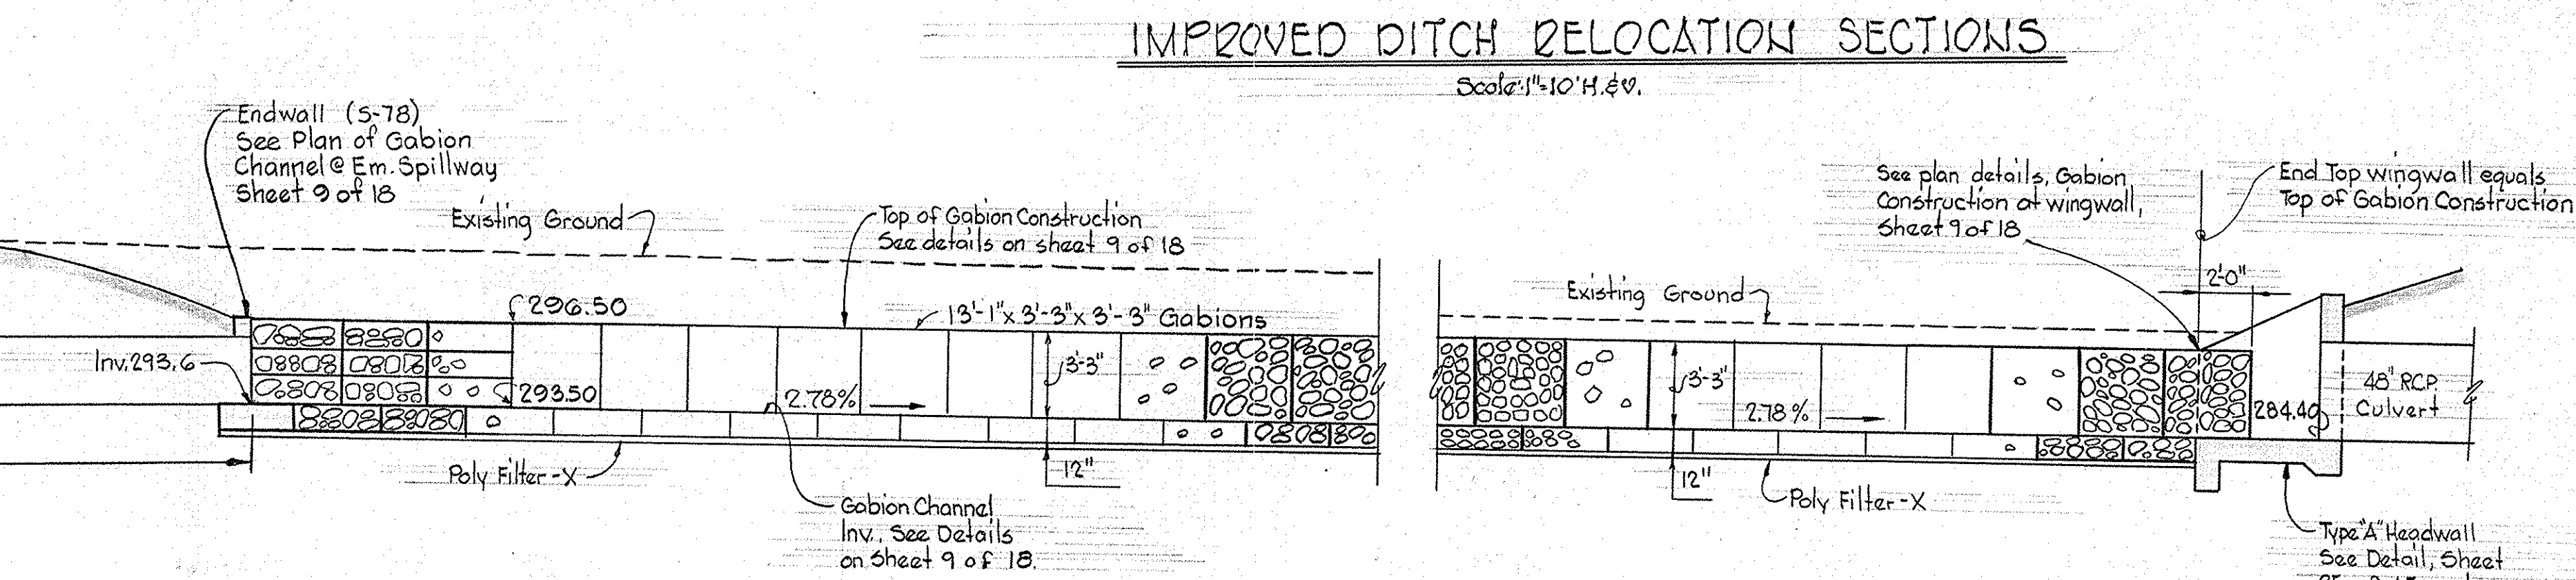 IMPROVED DITCH RELOCATION SECTIONS
Scale: 1"=10' H.&V.
Endwall (S-78)
See Plan of Gabion
Channel @ Em. Spillway
Sheet 9 of 18
Existing Ground
Top of Gabion Construction
See details on sheet 9 of 18
See plan details, Gabion
Construction at wingwall,
Sheet 9 of 18
End Top wingwall equals
Top of Gabion Construction
2'-0"
Existing Ground
296.50
13'-1" x 3'-3" x 3'-3" Gabions
Inv. 293.6
293.50
2.78%
3'-3"
3'-3"
2.78%
284.40
48" RCP.
Culvert
Poly Filter-X
12"
12"
Poly Filter-X
Gabion Channel
Inv., See Details
on Sheet 9 of 18.
Type "A" Headwall
See Detail, Sheet